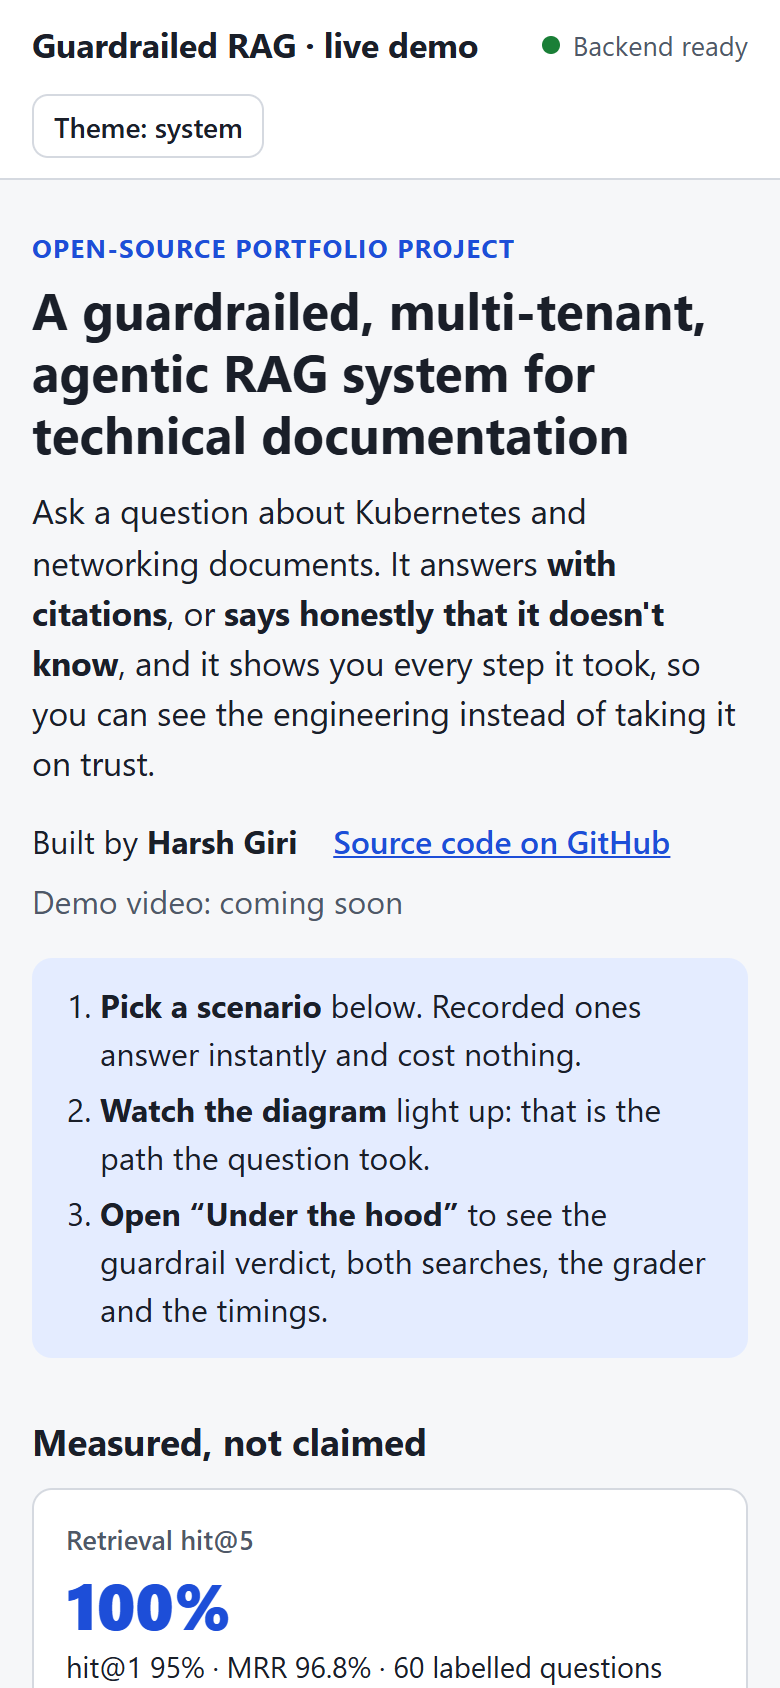 Guardrailed RAG · live demo
Backend ready
Theme: system
OPEN-SOURCE PORTFOLIO PROJECT
A guardrailed, multi-tenant,
agentic RAG system for
technical documentation
Ask a question about Kubernetes and
networking documents. It answers with
citations, or says honestly that it doesn't
know, and it shows you every step it took, so
you can see the engineering instead of taking it
on trust.
Built by Harsh Giri Source code on GitHub
Demo video: coming soon
1. Pick a scenario below. Recorded ones
answer instantly and cost nothing.
2. Watch the diagram light up: that is the
path the question took.
3. Open “Under the hood” to see the
guardrail verdict, both searches, the grader
and the timings.
Measured, not claimed
Retrieval hit@5
100%
hit@1 95% · MRR 96.8% · 60 labelled questions